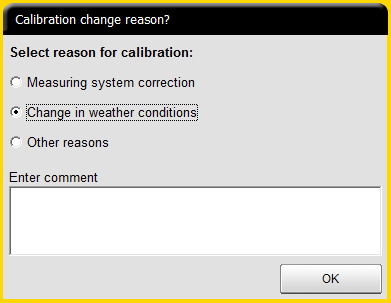 Calibration change reason?
Select reason for calibration:
Measuring system correction
Change in weather conditions
Other reasons
Enter comment
OK